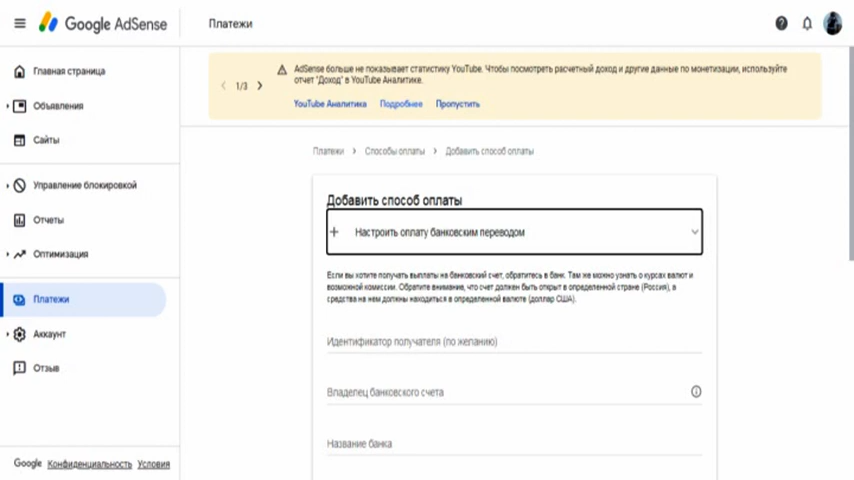 Google AdSense
Платежи
Главная страница
Объявления
Сайты
Управление блокировкой
Отчеты
Оптимизация
Платежи
Аккаунт
Отзыв
Google Конфиденциальность Условия
1/3
AdSense больше не показывает статистику YouTube. Чтобы посмотреть расчетный доход и другие данные по монетизации, используйте
отчет "Доход" в YouTube Аналитике.
YouTube Аналитика Подробнее Пропустить
Платежи > Способы оплаты > Добавить способ оплаты
Добавить способ оплаты
+ Настроить оплату банковским переводом
Если вы хотите получать выплаты на банковский счет, обратитесь в банк. Там же можно узнать о курсах валют и
возможной комиссии. Обратите внимание, что счет должен быть открыт в определенной стране (Россия), а
средства на нем должны находиться в определенной валюте (доллар США).
Идентификатор получателя (по желанию)
Владелец банковского счета
Название банка